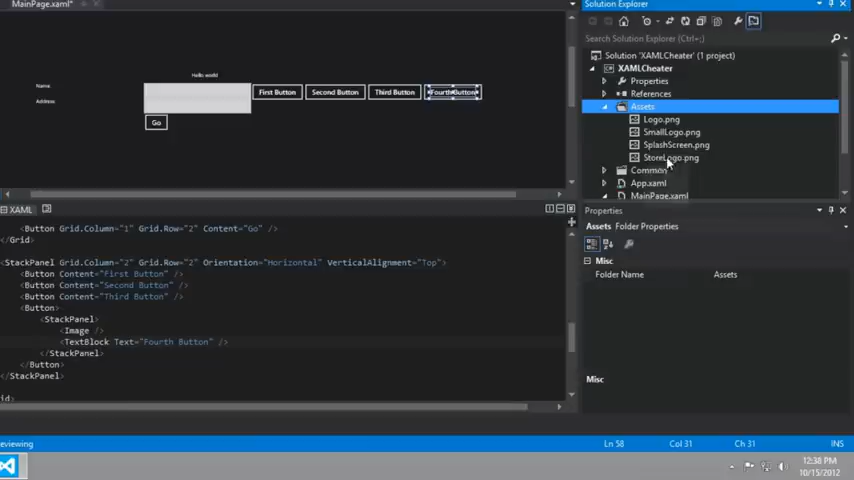 MainPage.xaml*
Hello world
Name:
Address:
First Button
Second Button
Third Button
Fourth Button
Go
XAML
<Button Grid.Column="1" Grid.Row="2" Content="Go" />
</Grid>
<StackPanel Grid.Column="2" Grid.Row="2" Orientation="Horizontal" VerticalAlignment="Top">
<Button Content="First Button" />
<Button Content="Second Button" />
<Button Content="Third Button" />
<Button>
<StackPanel>
<Image />
<TextBlock Text="Fourth Button" />
</StackPanel>
</Button>
</StackPanel>
id>
Solution Explorer
Search Solution Explorer (Ctrl+;)
Solution 'XAMLCheater' (1 project)
XAMLCheater
Properties
References
Assets
Logo.png
SmallLogo.png
SplashScreen.png
StoreLogo.png
Common
App.xaml
MainPage.xaml
Properties
Assets Folder Properties
Misc
Folder Name Assets
Misc
eviewing
Ln 58 Col 31 Ch 31 INS
12:38 PM
10/15/2012